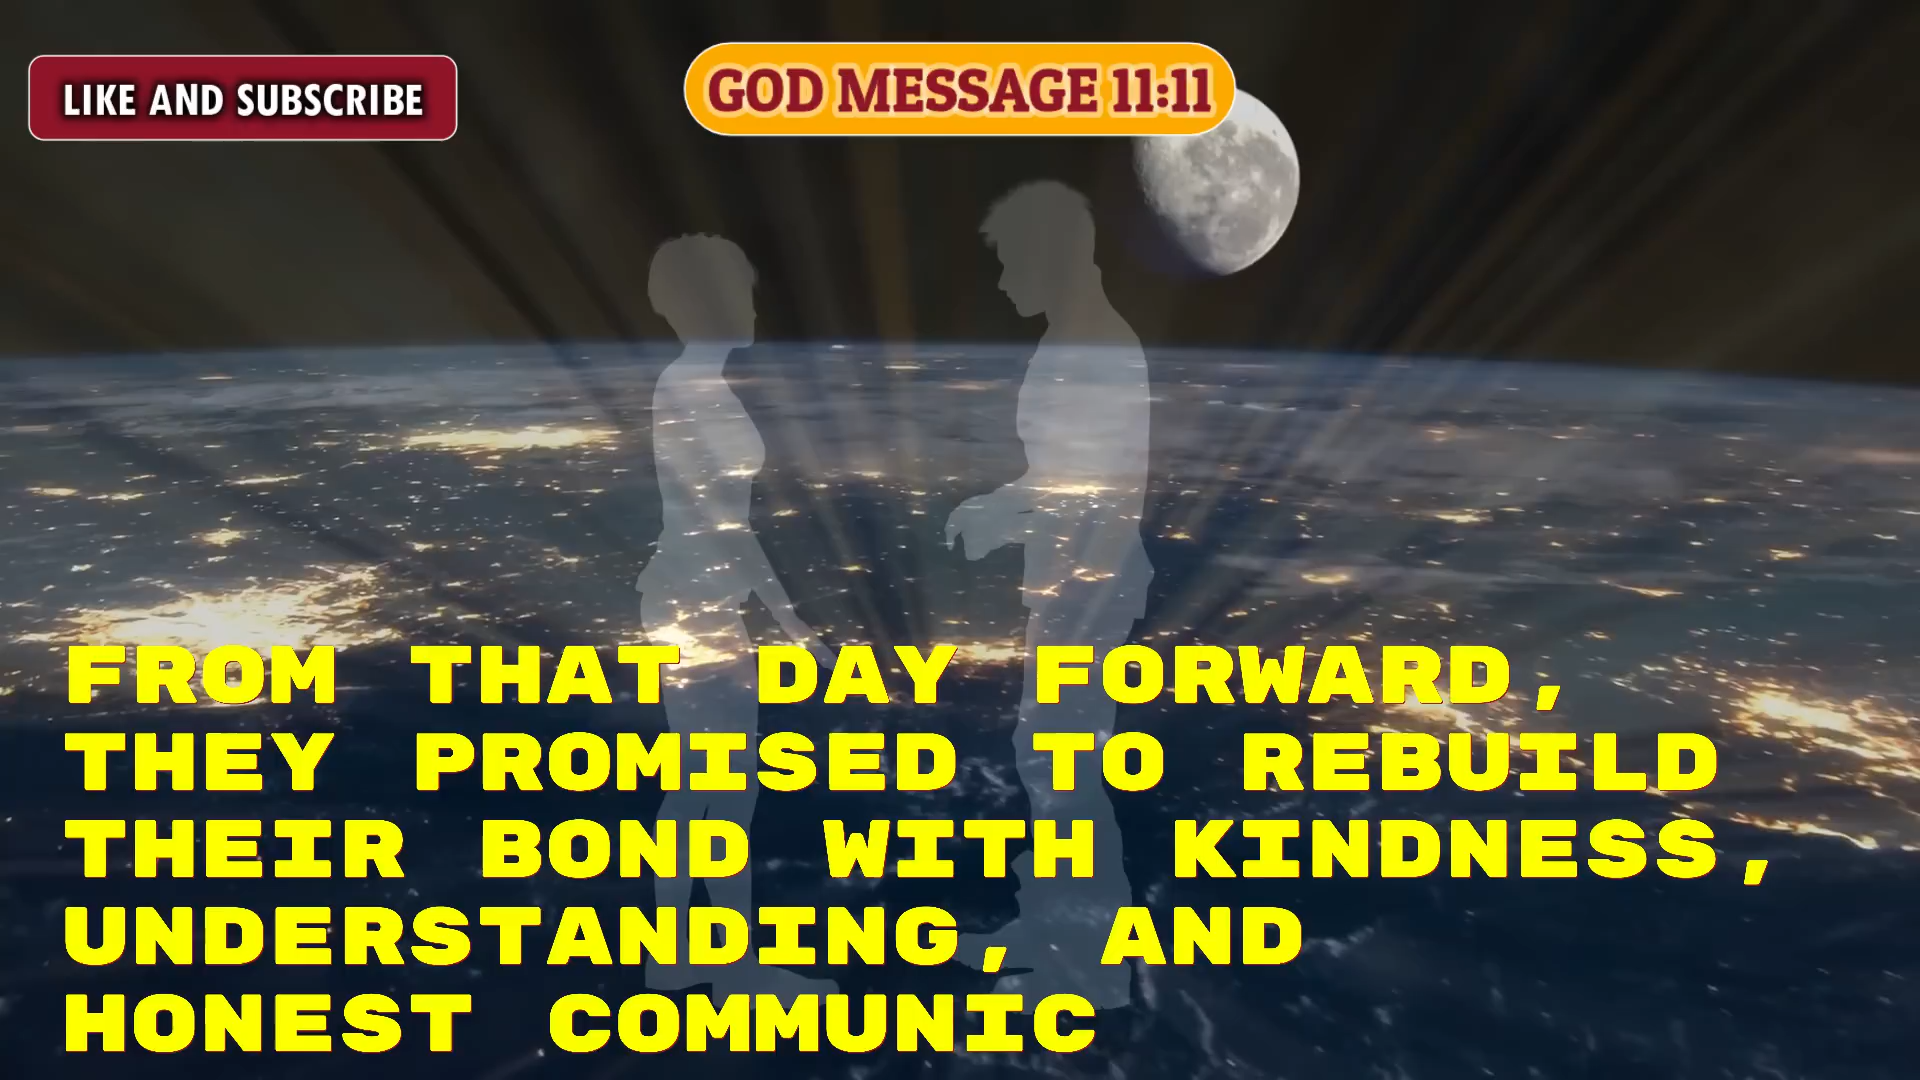 LIKE AND SUBSCRIBE
GOD MESSAGE 11:11
FROM THAT DAY FORWARD,
THEY PROMISED TO REBUILD
THEIR BOND WITH KINDNESS,
UNDERSTANDING, AND
HONEST COMMUNIC